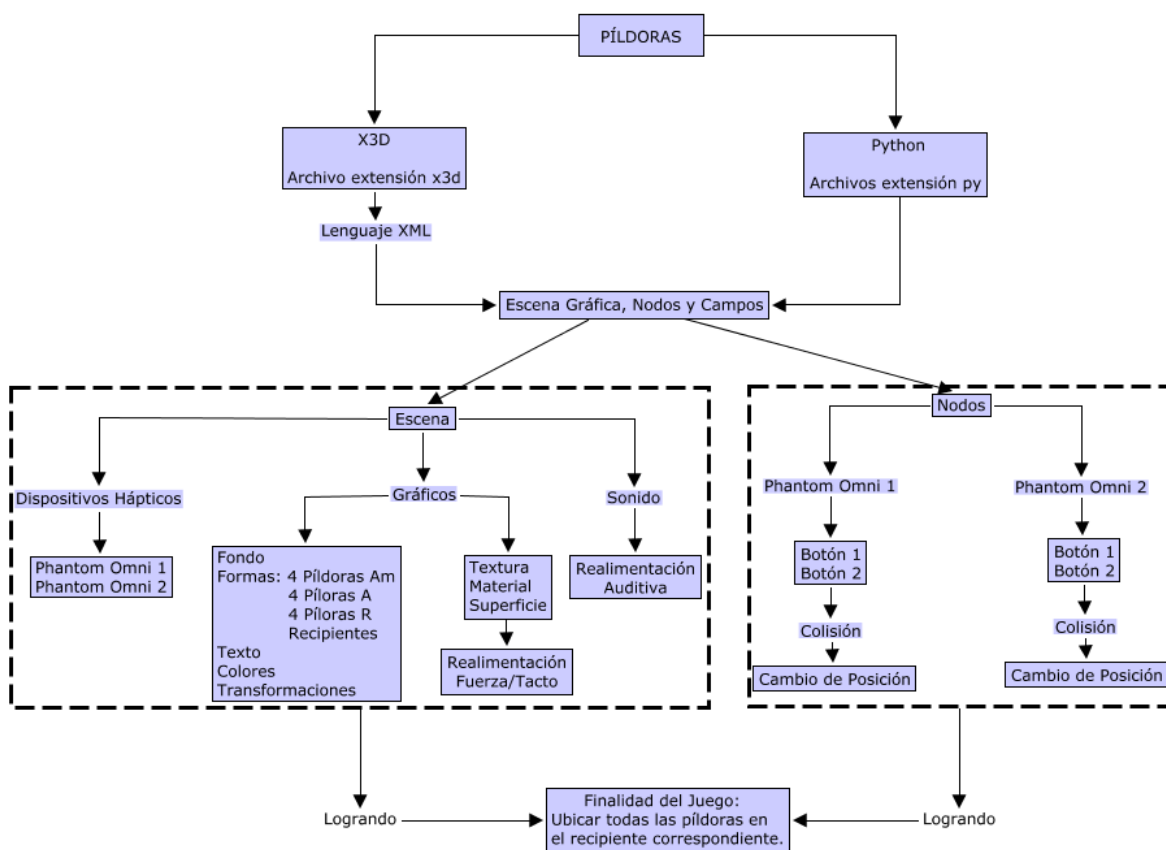 PÍLDORAS
X3D
Archivo extensión x3d
Python
Archivos extensión py
Lenguaje XML
Escena Gráfica, Nodos y Campos
Escena
Dispositivos Hápticos
Phantom Omni 1
Phantom Omni 2
Gráficos
Fondo
Formas: 4 Píldoras Am
4 Píloras A
4 Píloras R
Recipientes
Texto
Colores
Transformaciones
Textura
Material
Superficie
Realimentación
Fuerza/Tacto
Sonido
Realimentación
Auditiva
Nodos
Phantom Omni 1
Botón 1
Botón 2
Colisión
Cambio de Posición
Phantom Omni 2
Botón 1
Botón 2
Colisión
Cambio de Posición
Logrando
Finalidad del Juego:
Ubicar todas las píldoras en
el recipiente correspondiente.
Logrando